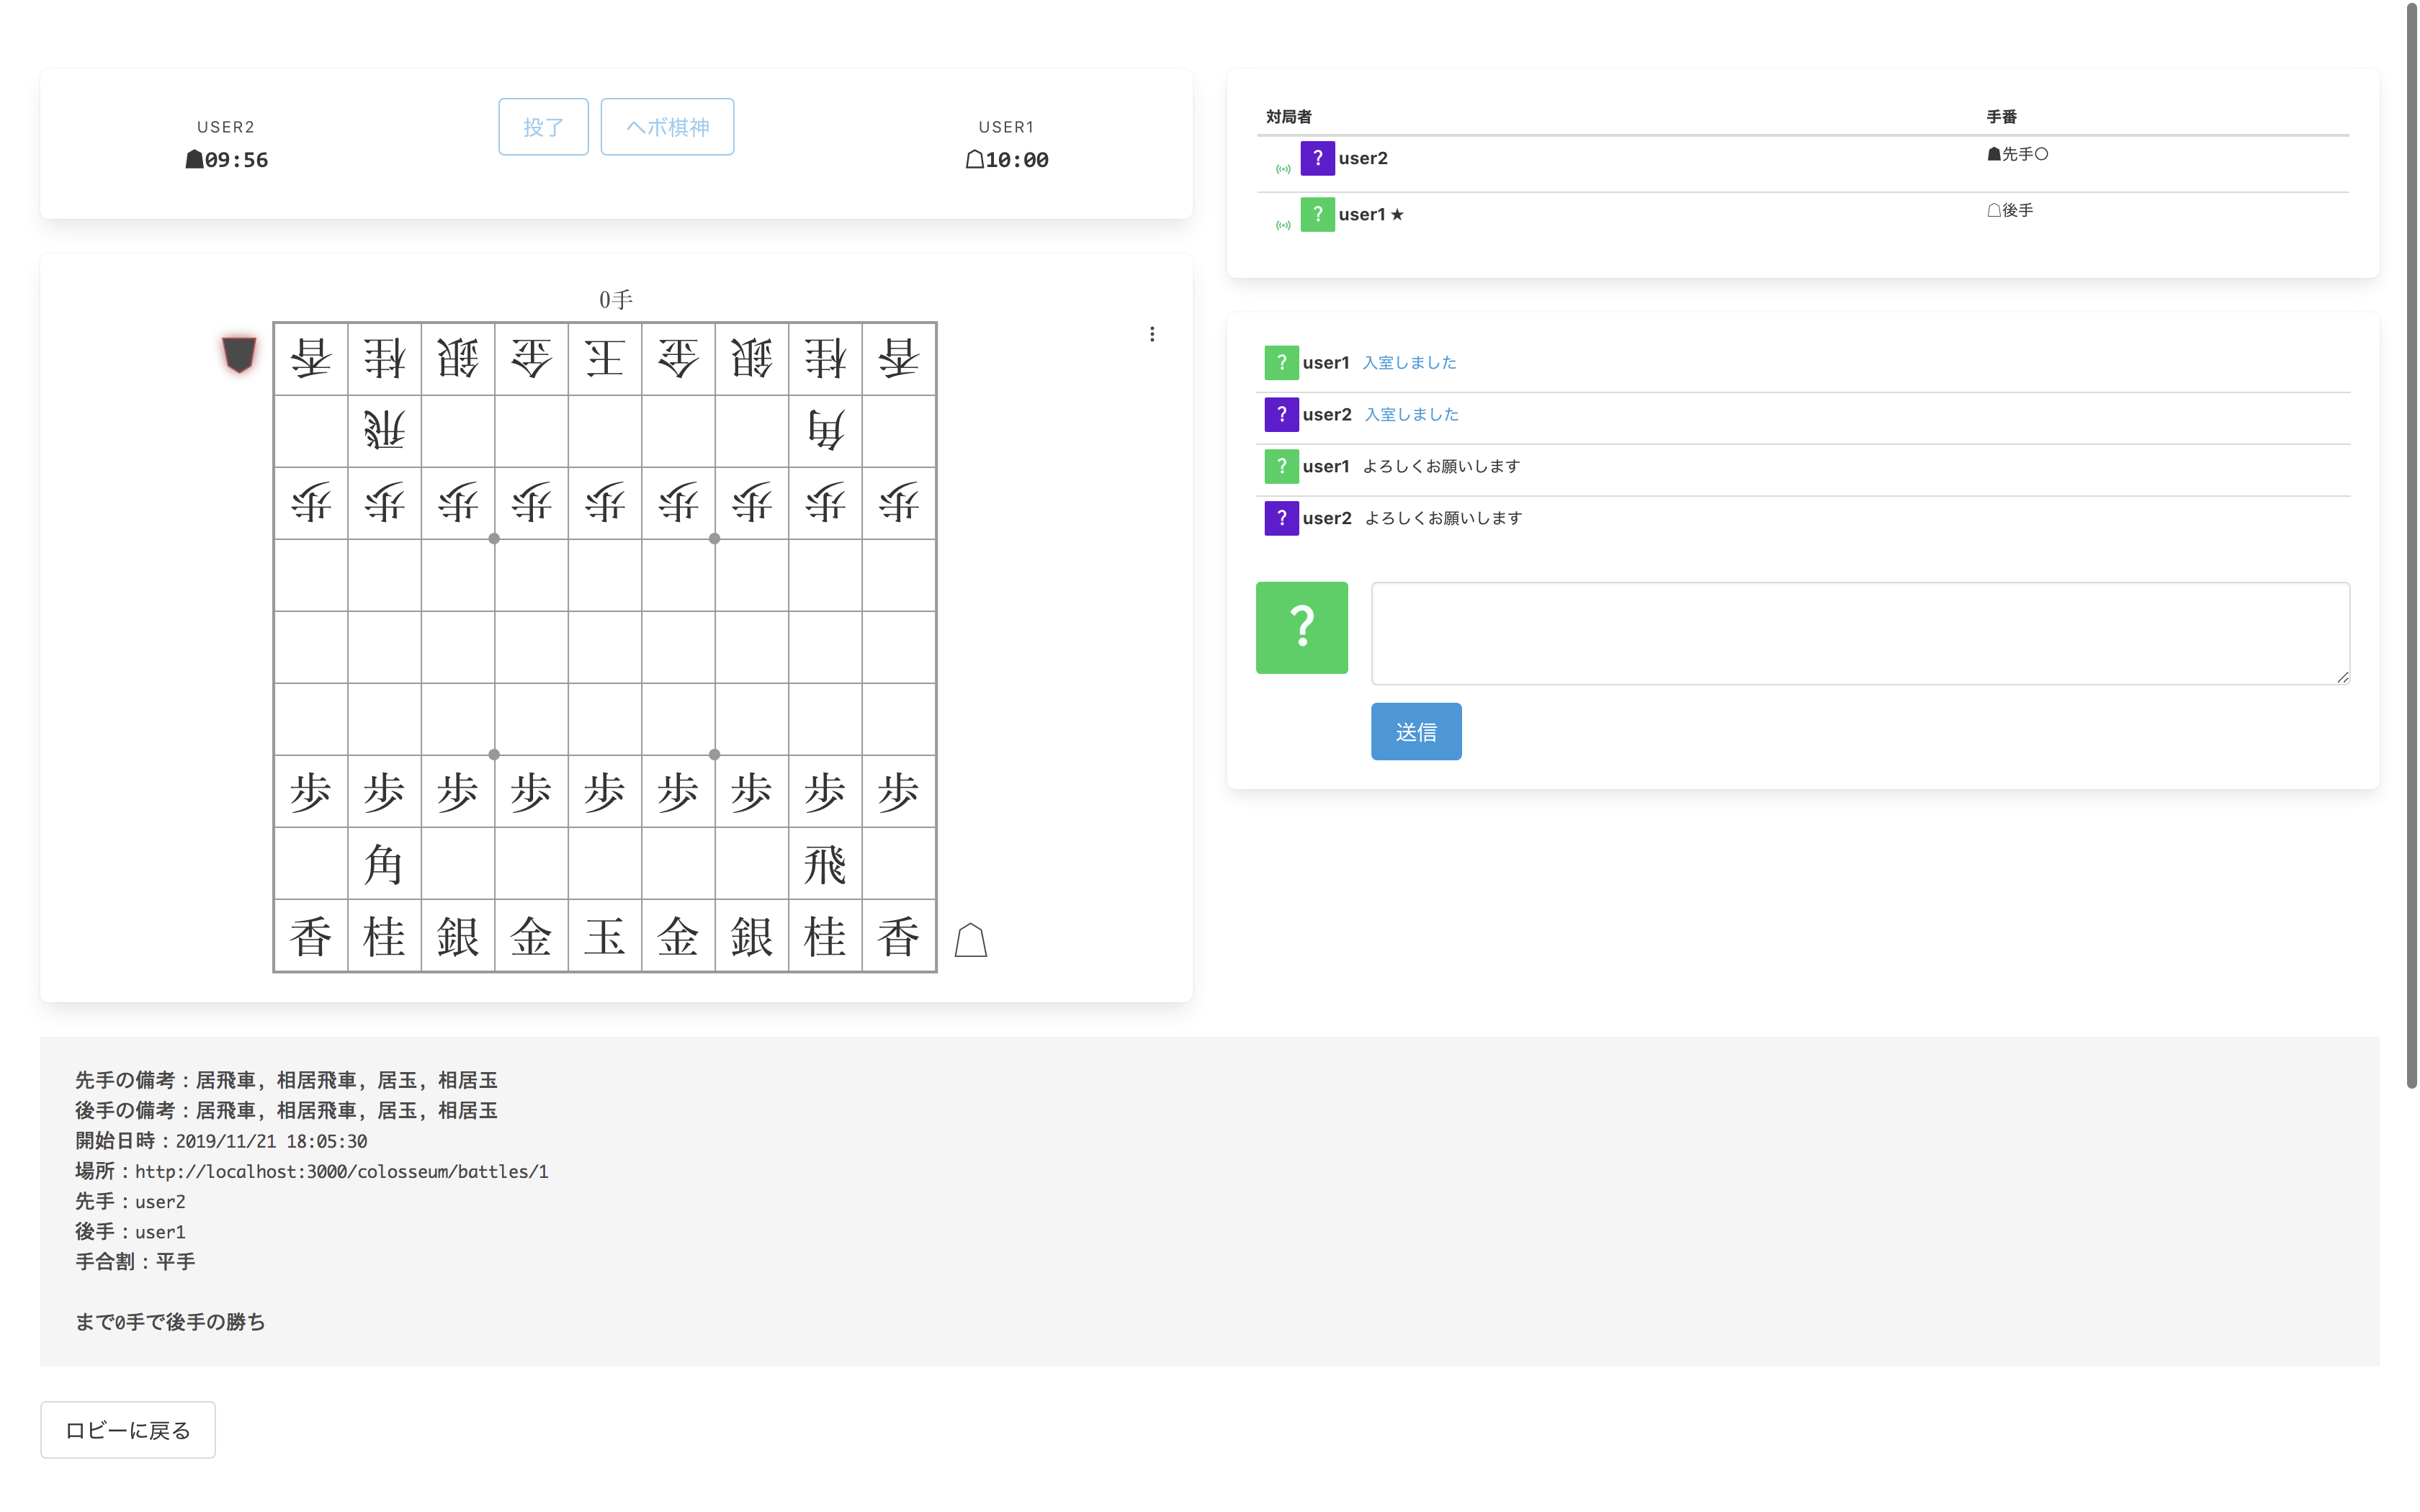 USER2
☗09:56
投了
ヘボ棋神
USER1
☖10:00
対局者 手番
? user2 ☗先手○
? user1 ★ ☖後手
0手
香桂銀金王金銀桂香
飛角
歩歩歩歩歩歩歩歩歩
歩歩歩歩歩歩歩歩歩
角飛
香桂銀金玉金銀桂香
? user1 入室しました
? user2 入室しました
? user1 よろしくお願いします
? user2 よろしくお願いします
?
送信
先手の備考：居飛車, 相居飛車, 居玉, 相居玉
後手の備考：居飛車, 相居飛車, 居玉, 相居玉
開始日時：2019/11/21 18:05:30
場所：http://localhost:3000/colosseum/battles/1
先手：user2
後手：user1
手合割：平手
まで0手で後手の勝ち
ロビーに戻る